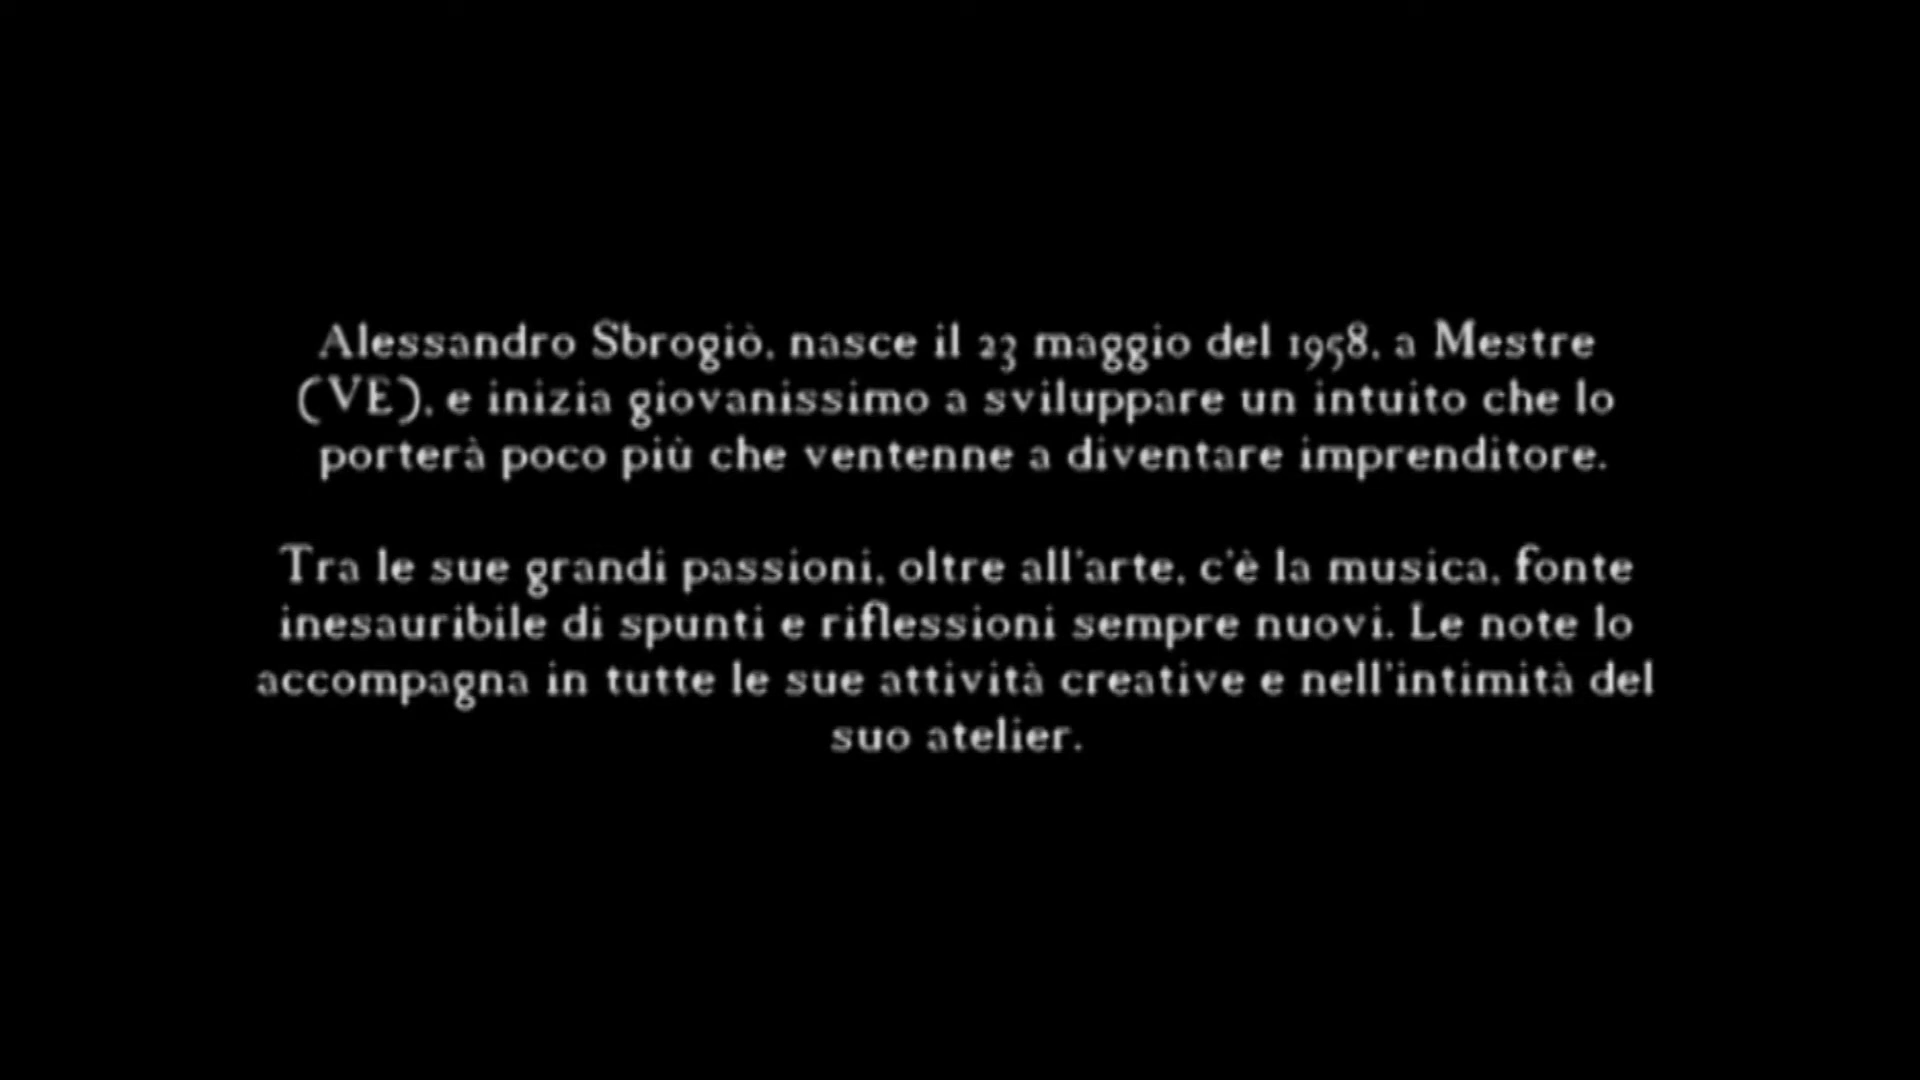 Alessandro Sbrogiò, nasce il 23 maggio del 1958, a Mestre
(VE), e inizia giovanissimo a sviluppare un intuito che lo
porterà poco più che ventenne a diventare imprenditore.
Tra le sue grandi passioni, oltre all'arte, c'è la musica, fonte
inesauribile di spunti e riflessioni sempre nuovi. Le note lo
accompagna in tutte le sue attività creative e nell'intimità del
suo atelier.